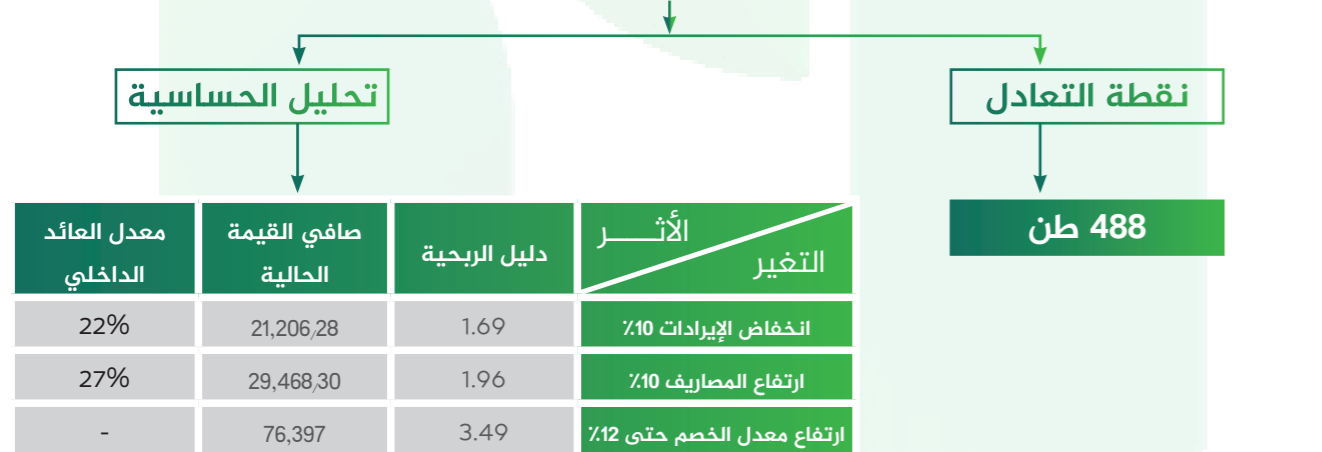 نقطة التعادل
488 طن
تحليل الحساسية
الأثـــــر
التغير
دليل الربحية
صافي القيمة
الحالية
معدل العائد
الداخلي
انخفاض الإيرادات 10٪ 1.69 21,206٫28 22%
ارتفاع المصاريف 10٪ 1.96 29,468٫30 27%
ارتفاع معدل الخصم حتى 12٪ 3.49 76,397 -